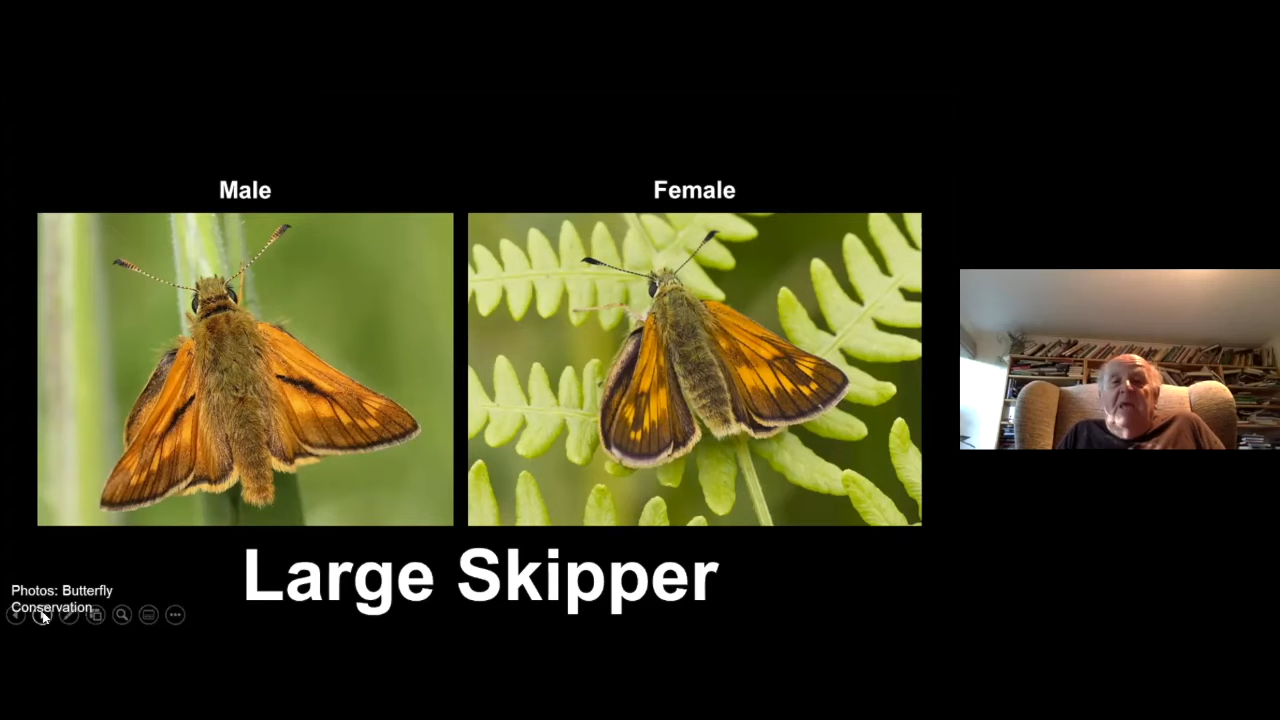 Male
Female
Large Skipper
Photos: Butterfly
Conservation